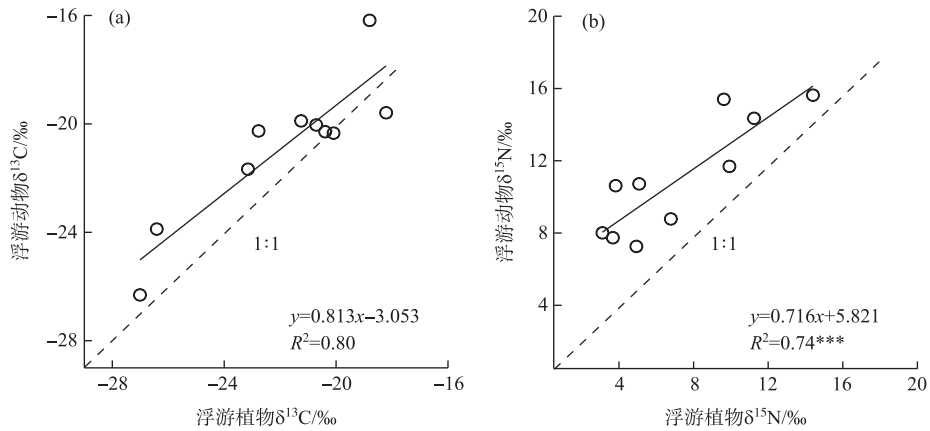 (a)
−16
−20
−24
−28
−28
−24
−20
−16
浮游动物δ¹³C/‰
浮游植物δ¹³C/‰
1∶1
y=0.813x−3.053
R²=0.80
(b)
20
16
12
8
4
4
8
12
16
20
浮游动物δ¹⁵N/‰
浮游植物δ¹⁵N/‰
1∶1
y=0.716x+5.821
R²=0.74***